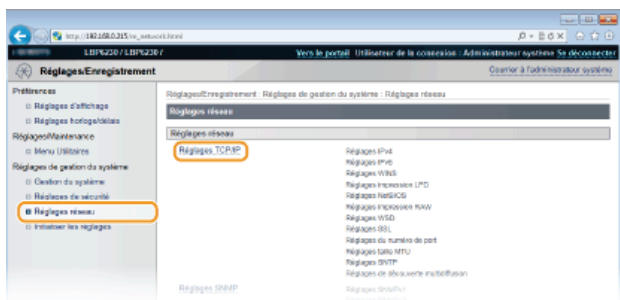 http://192.168.0.215/m_network.html
LBP6230 / LBP6230 /
Vers le portail Utilisateur de la connexion : Administrateur système Se déconnecter
Réglages/Enregistrement
Courrier à l'administrateur système
Préférences
Réglages d'affichage
Réglages horloge/délais
Réglages/Maintenance
Menu Utilitaires
Réglages de gestion du système
Gestion du système
Réglages de sécurité
Réglages réseau
Initialiser les réglages
Réglages/Enregistrement : Réglages de gestion du système : Réglages réseau
Réglages réseau
Réglages réseau
Réglages TCP/IP
Réglages IPv4
Réglages IPv6
Réglages WINS
Réglages impression LPD
Réglages NetBIOS
Réglages impression RAW
Réglages WSD
Réglages SSL
Réglages du numéro de port
Réglages taille MTU
Réglages SNTP
Réglages de découverte multidiffusion
Réglages SNMP
Réglages SNMPv1